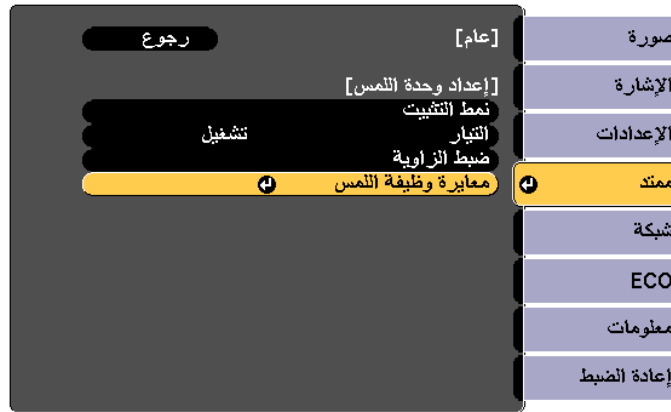 صورة
الإشارة
الإعدادات
ممتد
شبكة
ECO
معلومات
إعادة الضبط
[عام] رجوع
[إعداد وحدة اللمس]
نمط التثبيت
التيار تشغيل
ضبط الزاوية
معايرة وظيفة اللمس